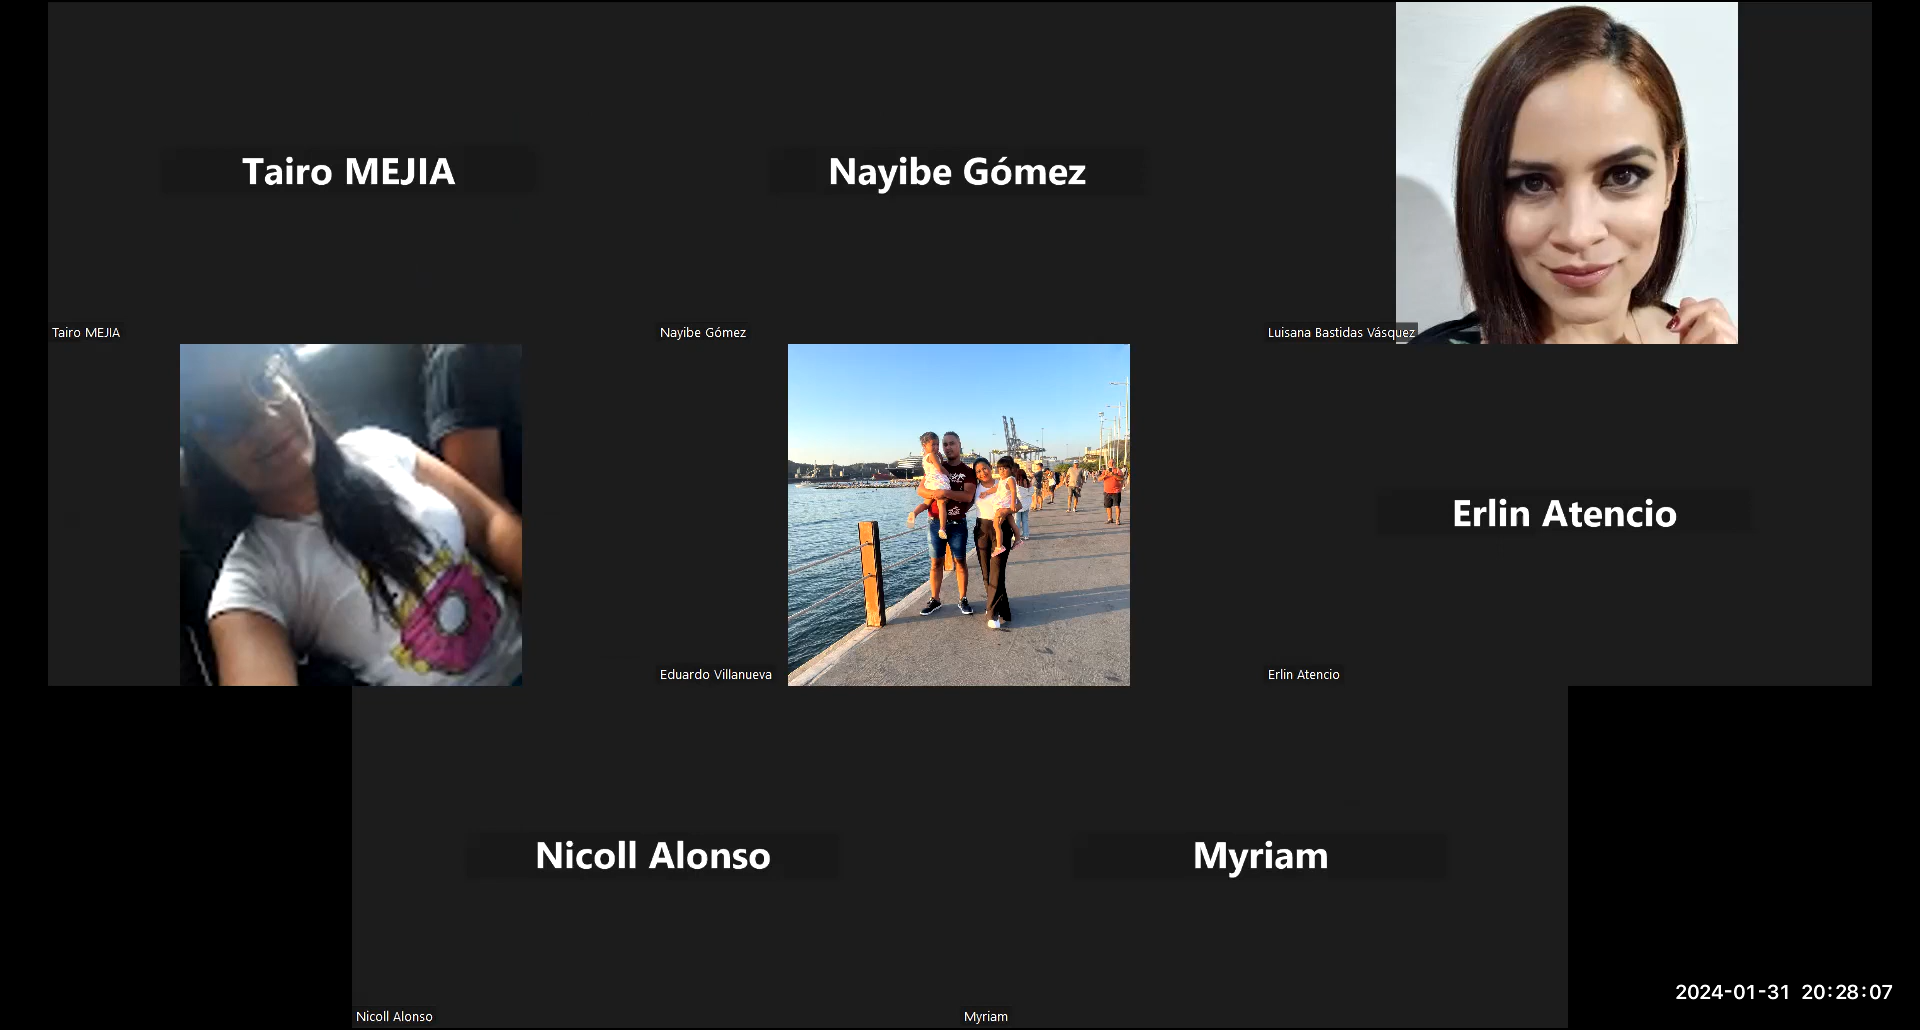 Tairo MEJIA
Nayibe Gómez
Tairo MEJIA
Nayibe Gómez
Luisana Bastidas Vásquez
Erlin Atencio
Eduardo Villanueva
Erlin Atencio
Nicoll Alonso
Myriam
2024-01-31 20:28:07
Nicoll Alonso
Myriam